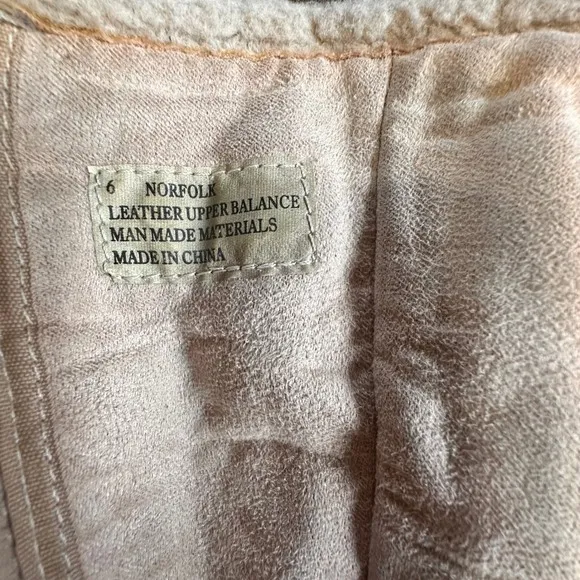 6 NORFOLK
LEATHER UPPER BALANCE
MAN MADE MATERIALS
MADE IN CHINA